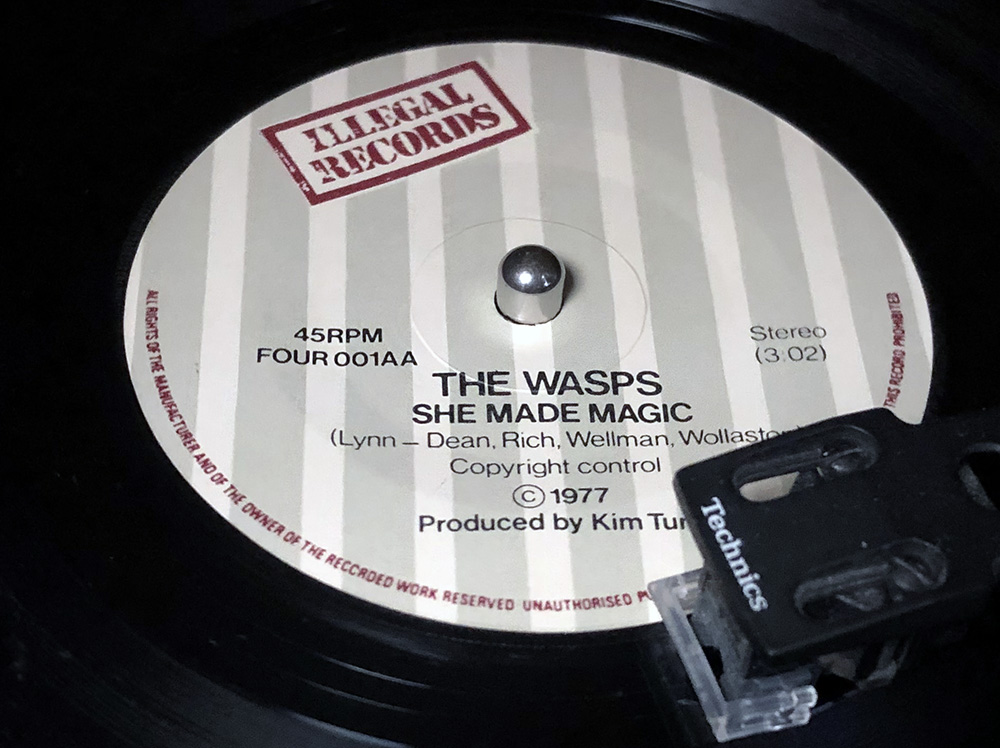 ILLEGAL
RECORDS
45RPM
FOUR 001AA
Stereo
(3:02)
THE WASPS
SHE MADE MAGIC
(Lynn – Dean, Rich, Wellman,
Copyright control
© 1977
Produced by Kim
ALL RIGHTS OF THE MANUFACTURER AND OF THE OWNER OF THE RECORDED WORK RESERVED UNAUTHORISED
THIS RECORD PROHIBITED
Technics